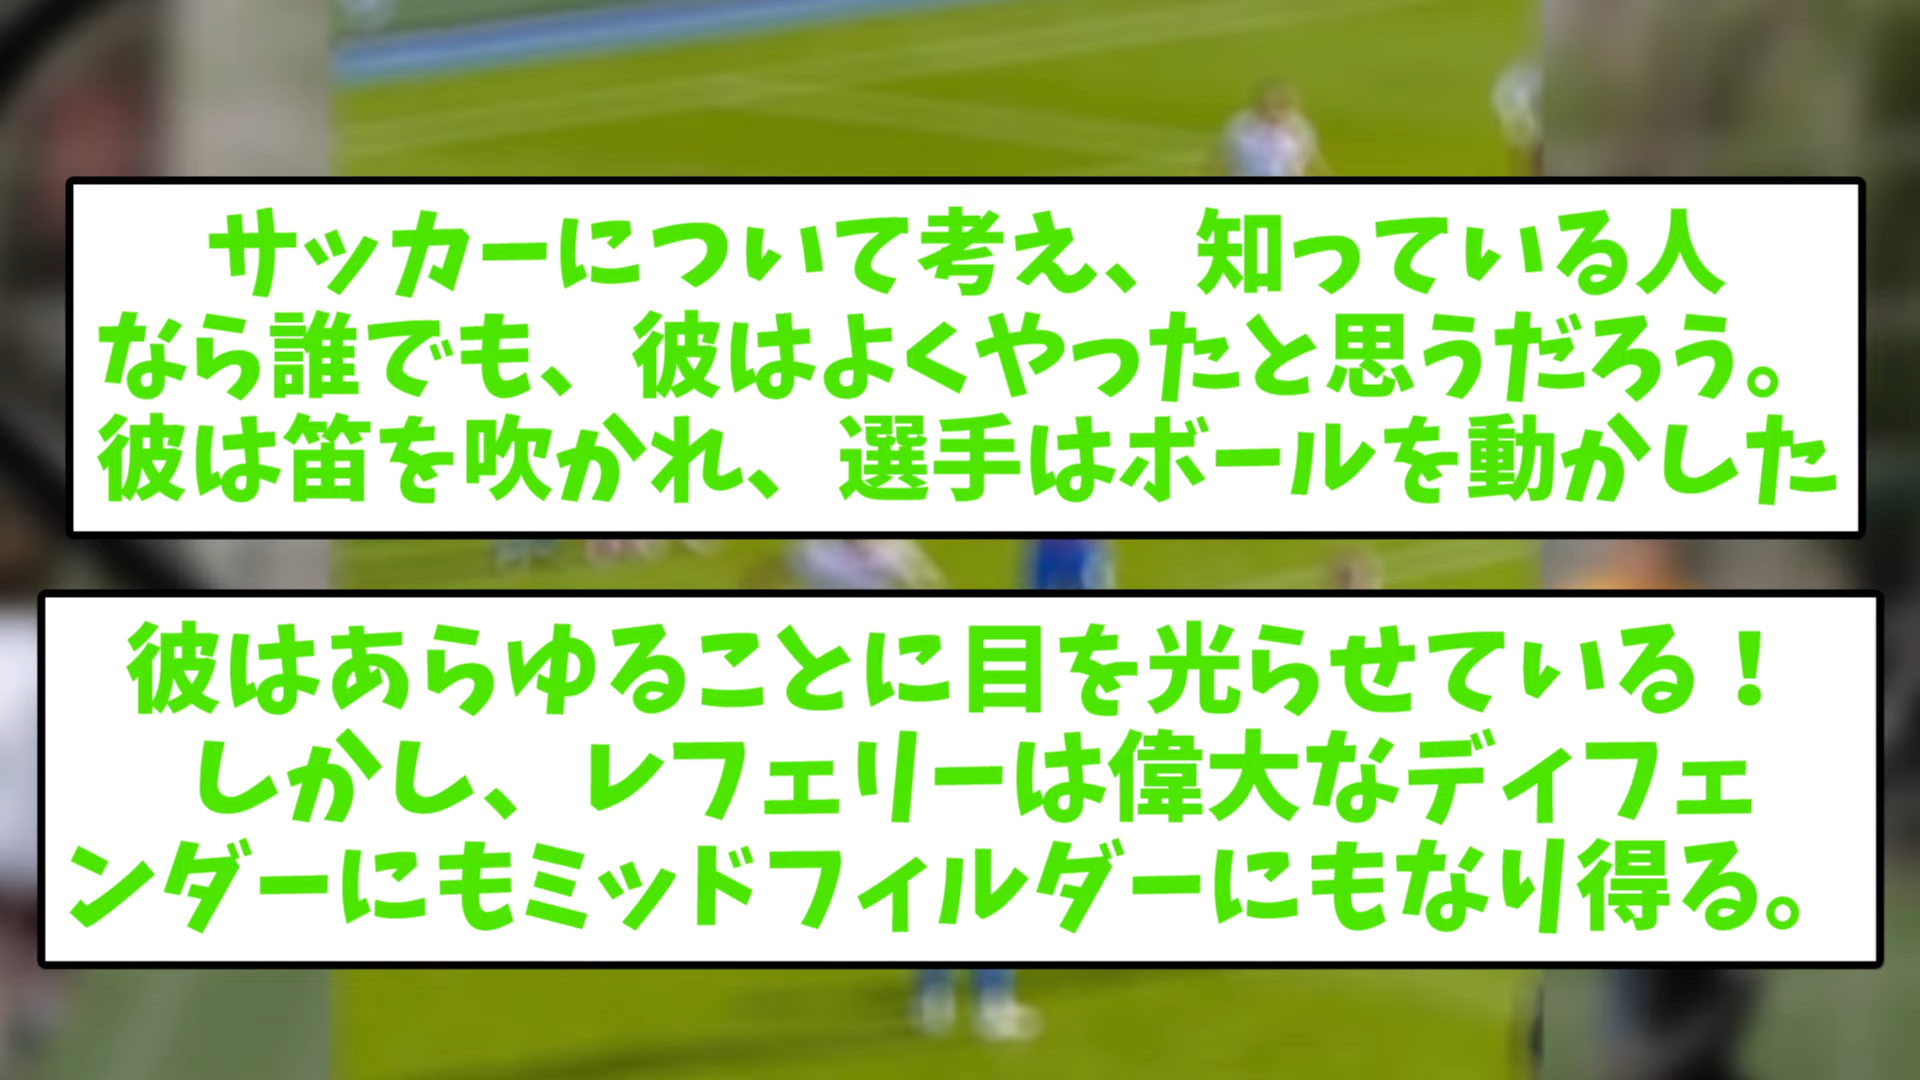 サッカーについて考え、知っている人
なら誰でも、彼はよくやったと思うだろう。
彼は笛を吹かれ、選手はボールを動かした
彼はあらゆることに目を光らせている！
しかし、レフェリーは偉大なディフェ
ンダーにもミッドフィルダーにもなり得る。